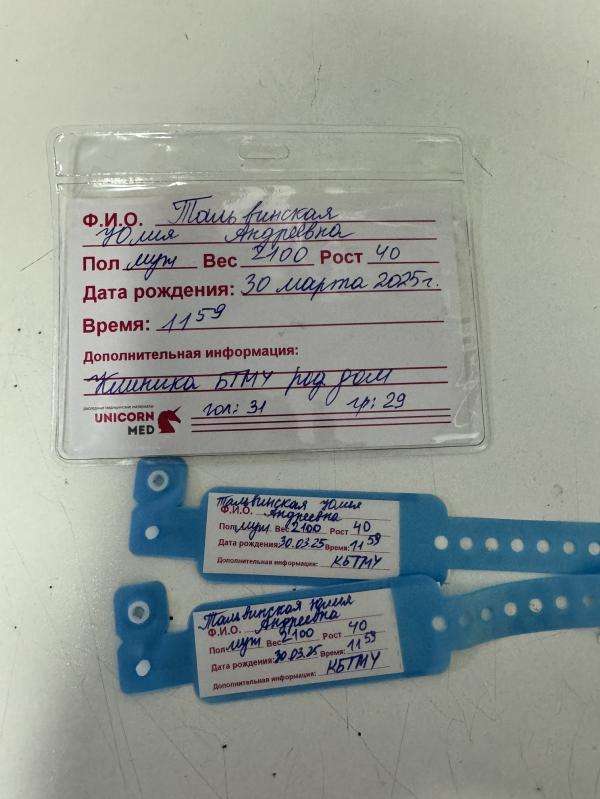 Ф.И.О. Тальвинская
Юлия Андреевна
Пол муж Вес 2100 Рост 40
Дата рождения: 30 марта 2025г.
Время: 11 59
Дополнительная информация:
Клиника БГМУ род дом
гол: 31 гр: 29
UNICORN
MED
Тальвинская Юлия
Ф.И.О. Андреевна
Пол муж Вес 2100 Рост 40
Дата рождения: 30.03.25 Время: 11 59
Дополнительная информация: КБГМУ
Тальвинская Юлия
Ф.И.О. Андреевна
Пол муж Вес 2100 Рост 40
Дата рождения: 30.03.25 Время: 11 59
Дополнительная информация: КБГМУ